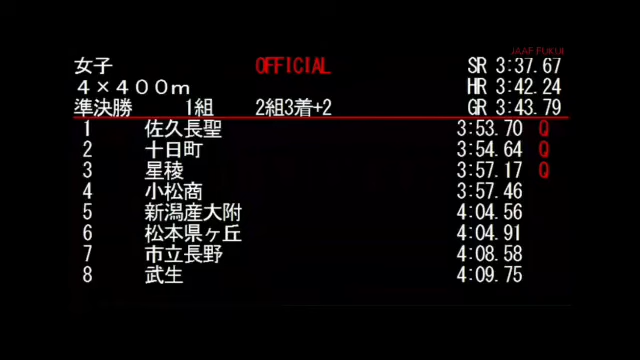 JAAF FUKUI
女子 OFFICIAL SR 3:37.67
4×400m HR 3:42.24
準決勝 1組 2組3着+2 GR 3:43.79
1 佐久長聖 3:53.70 Q
2 十日町 3:54.64 Q
3 星稜 3:57.17 Q
4 小松商 3:57.46
5 新潟産大附 4:04.56
6 松本県ヶ丘 4:04.91
7 市立長野 4:08.58
8 武生 4:09.75